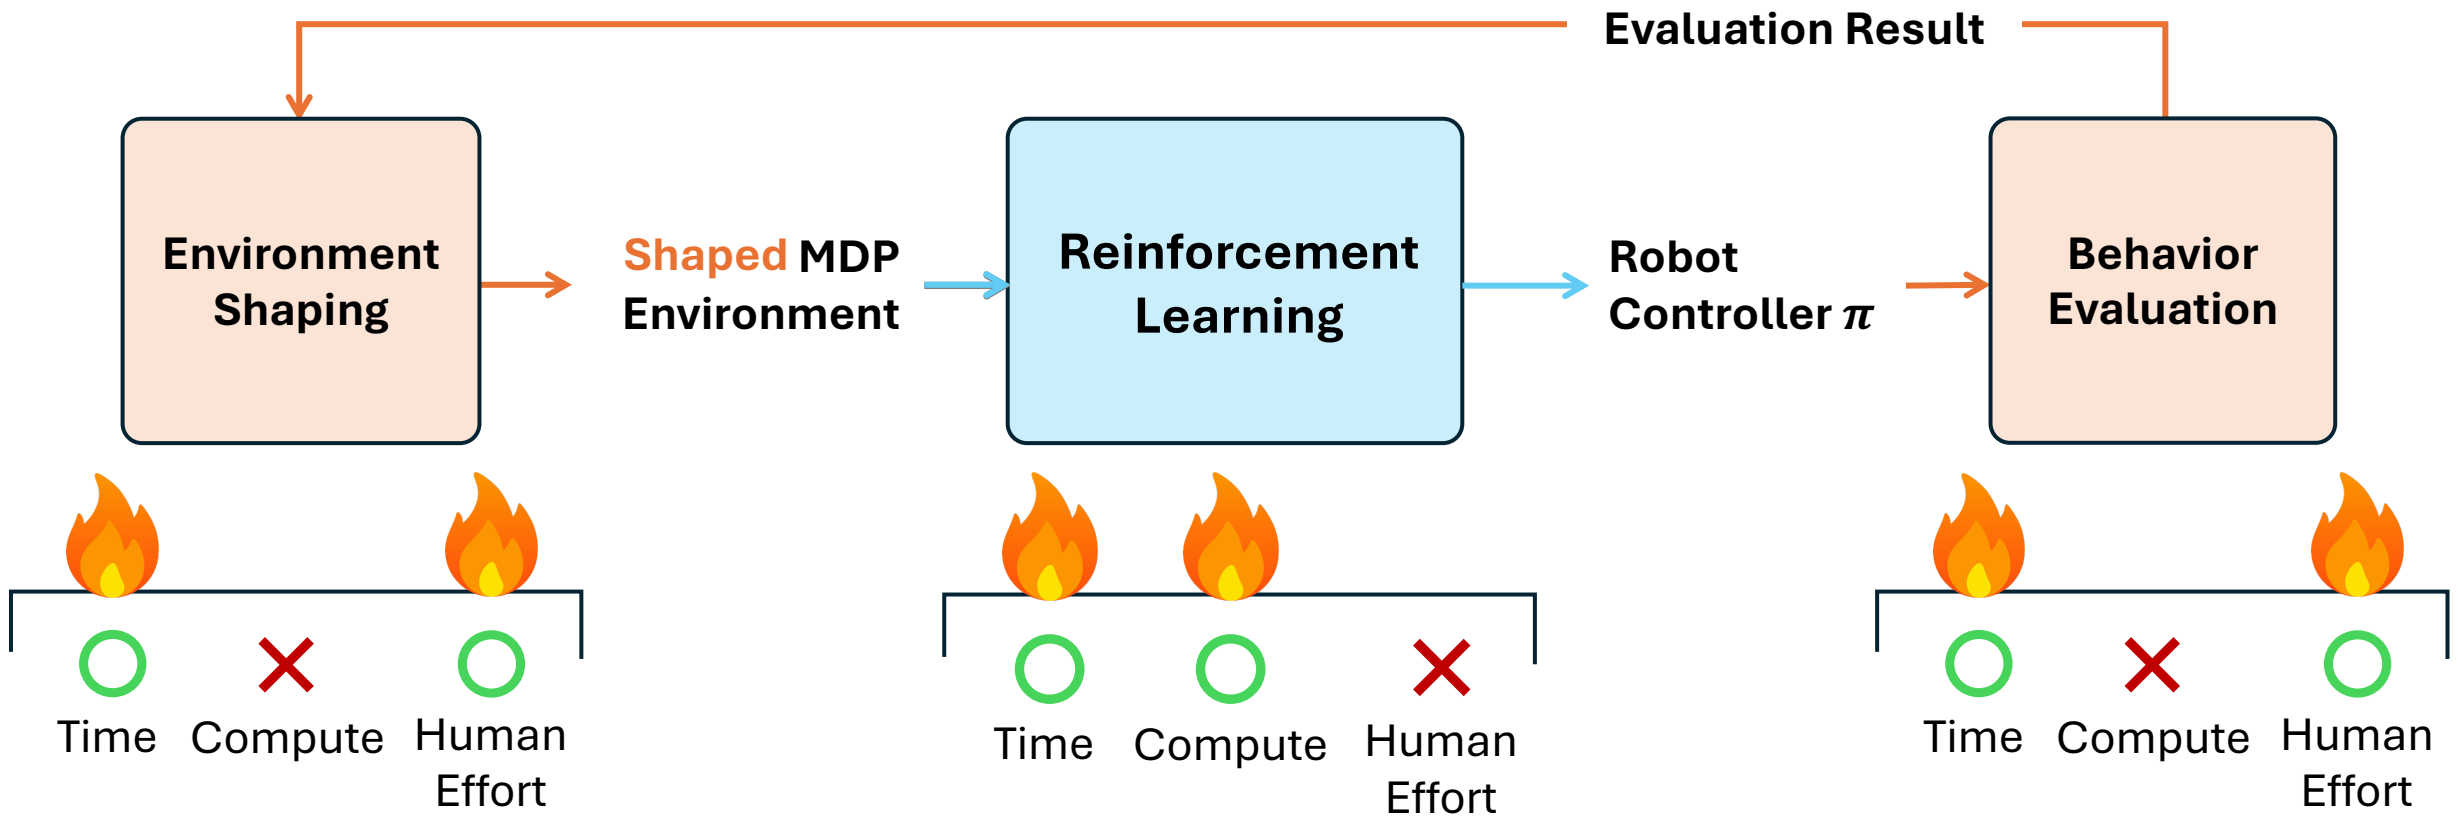 Evaluation Result
Environment
Shaping
Shaped MDP
Environment
Reinforcement
Learning
Robot
Controller π
Behavior
Evaluation
Time
Compute
Human
Effort
Time
Compute
Human
Effort
Time
Compute
Human
Effort